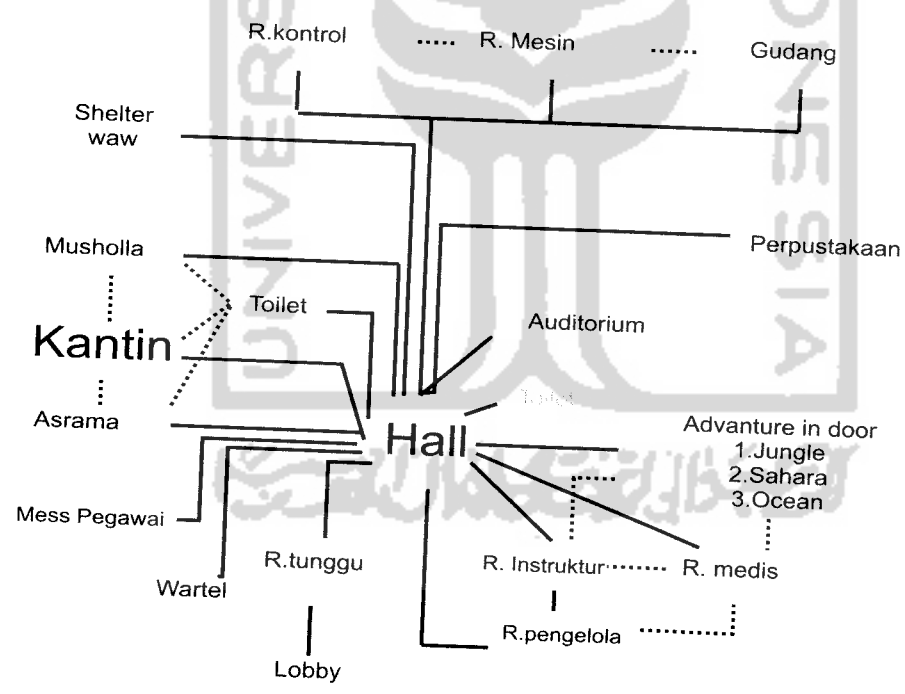 R.kontrol
R. Mesin
Gudang
Shelter
waw
Musholla
Perpustakaan
Toilet
Auditorium
Kantin
Toilet
Asrama
Hall
Advanture in door
1.Jungle
2.Sahara
3.Ocean
Mess Pegawai
R.tunggu
R. Instruktur
R. medis
Wartel
R.pengelola
Lobby